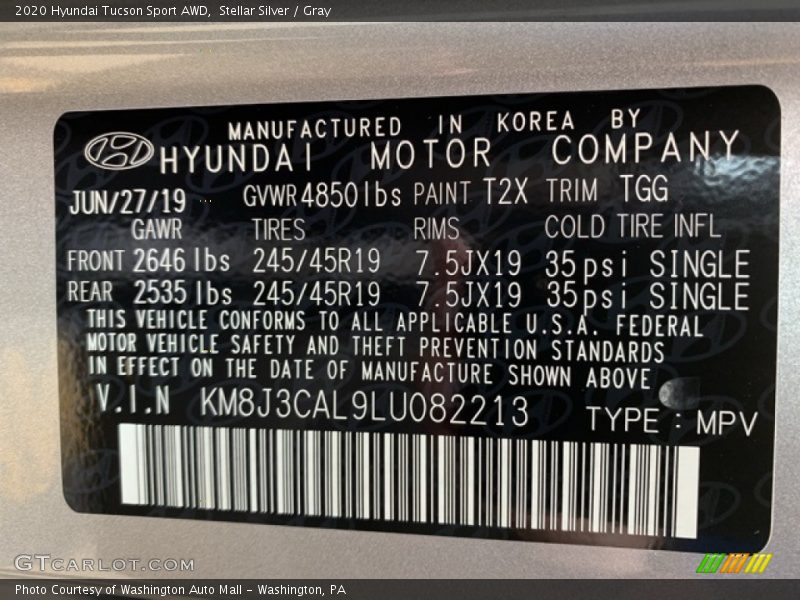 2020 Hyundai Tucson Sport AWD,  Stellar Silver / Gray
MANUFACTURED IN KOREA BY
HYUNDAI MOTOR COMPANY
JUN/27/19 GVWR 4850lbs PAINT T2X TRIM TGG
GAWR TIRES RIMS COLD TIRE INFL
FRONT 2646 lbs 245/45R19 7.5JX19 35psi SINGLE
REAR 2535 lbs 245/45R19 7.5JX19 35psi SINGLE
THIS VEHICLE CONFORMS TO ALL APPLICABLE U.S.A. FEDERAL
MOTOR VEHICLE SAFETY AND THEFT PREVENTION STANDARDS
IN EFFECT ON THE DATE OF MANUFACTURE SHOWN ABOVE
V.I.N KM8J3CAL9LU082213 TYPE : MPV
GTCARLOT.COM
Photo Courtesy of Washington Auto Mall - Washington, PA